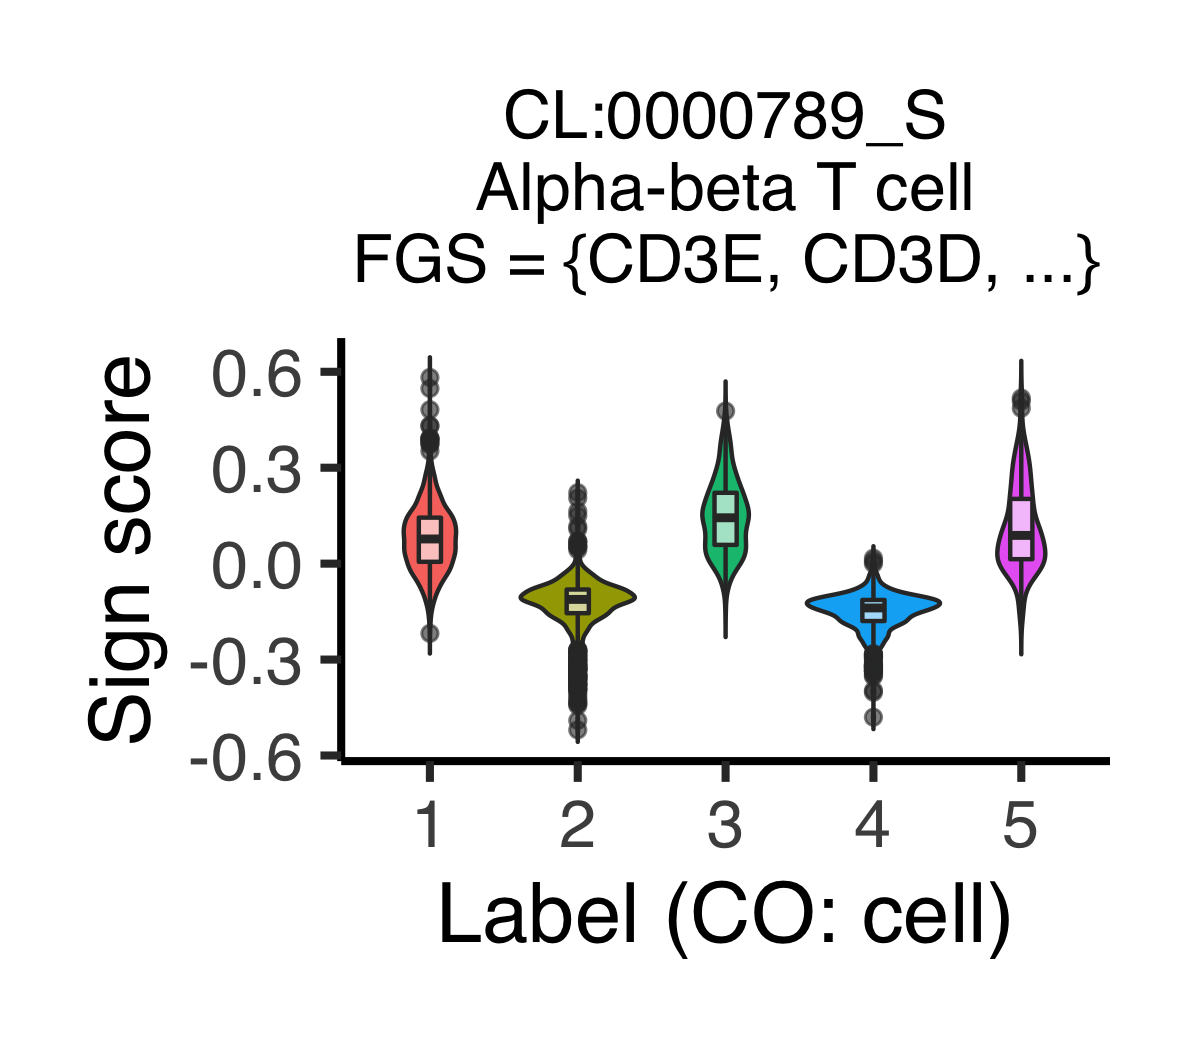 CL:0000789_S
Alpha-beta T cell
FGS = {CD3E, CD3D, ...}
Sign score
0.6
0.3
0.0
-0.3
-0.6
1 2 3 4 5
Label (CO: cell)